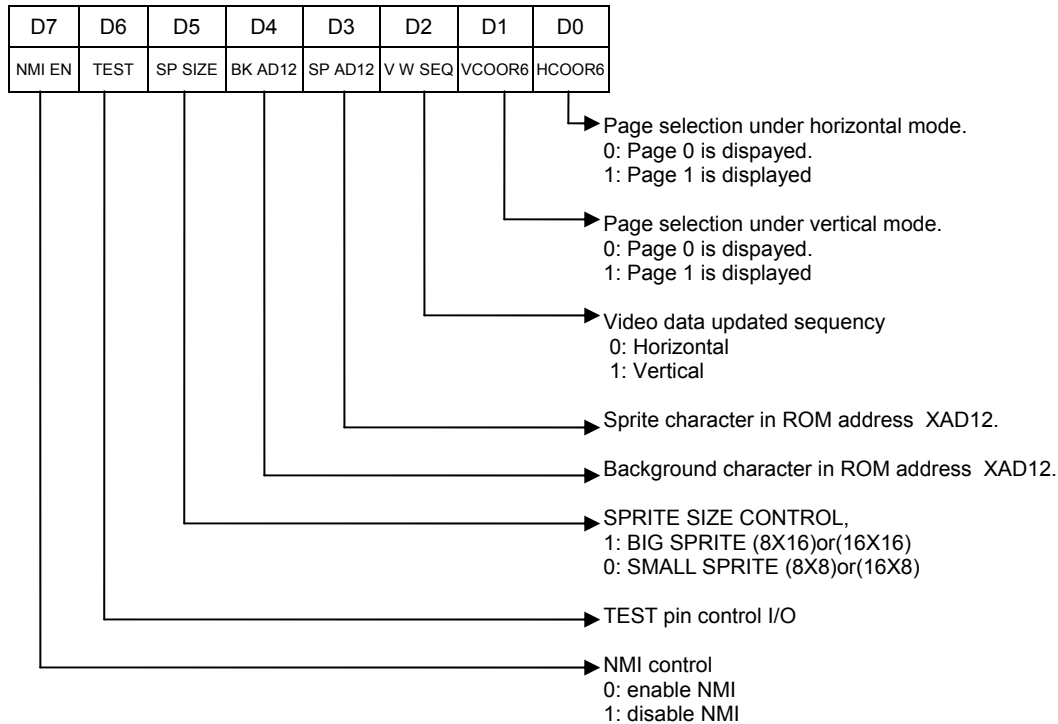 D7 D6 D5 D4 D3 D2 D1 D0
NMI EN TEST SP SIZE BK AD12 SP AD12 V W SEQ VCOOR6 HCOOR6
Page selection under horizontal mode.
0: Page 0 is dispayed.
1: Page 1 is displayed
Page selection under vertical mode.
0: Page 0 is dispayed.
1: Page 1 is displayed
Video data updated sequency
0: Horizontal
1: Vertical
Sprite character in ROM address XAD12.
Background character in ROM address XAD12.
SPRITE SIZE CONTROL,
1: BIG SPRITE (8X16)or(16X16)
0: SMALL SPRITE (8X8)or(16X8)
TEST pin control I/O
NMI control
0: enable NMI
1: disable NMI